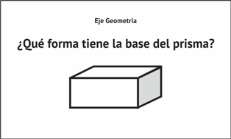 Eje Geometría
¿Qué forma tiene la base del prisma?